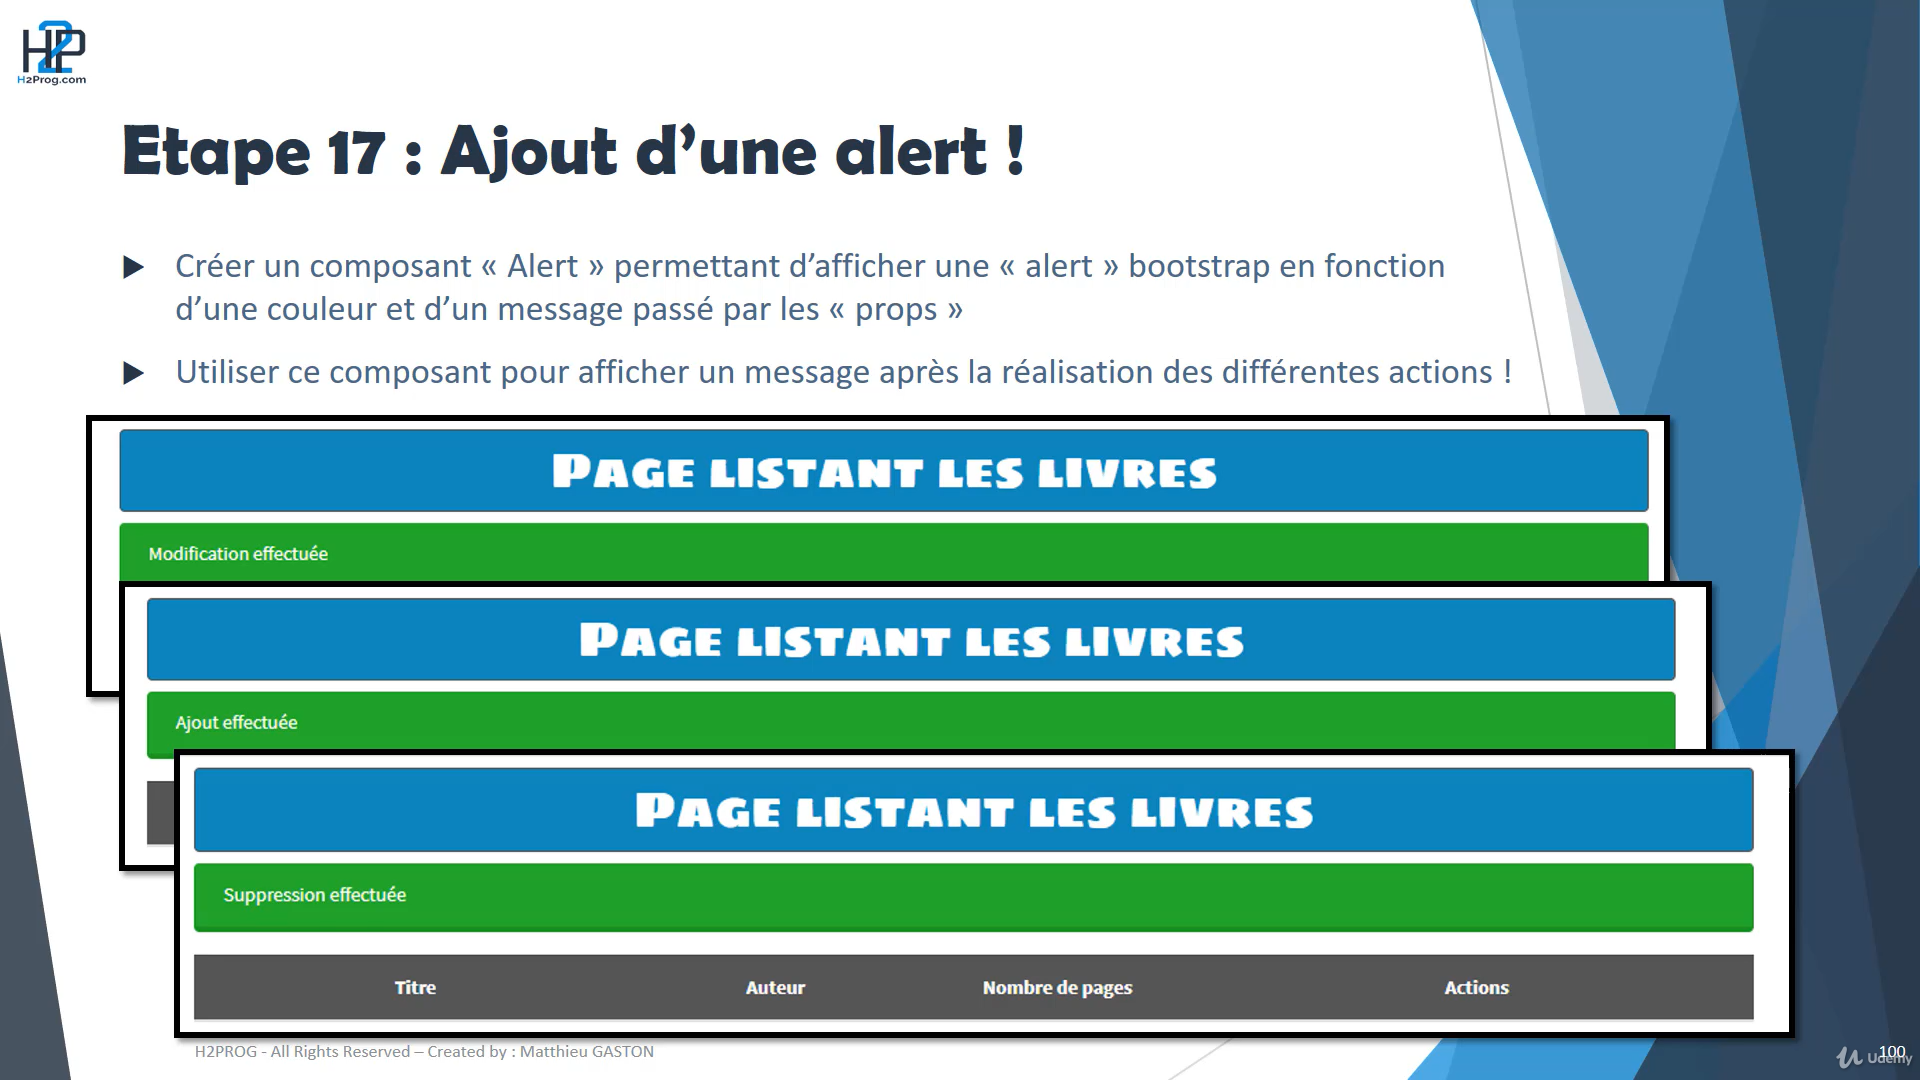 H2P
H2Prog.com
Etape 17 : Ajout d’une alert !
Créer un composant « Alert » permettant d’afficher une « alert » bootstrap en fonction
d’une couleur et d’un message passé par les « props »
Utiliser ce composant pour afficher un message après la réalisation des différentes actions !
Page listant les livres
Modification effectuée
Page listant les livres
Ajout effectuée
Page listant les livres
Suppression effectuée
Titre Auteur Nombre de pages Actions
H2PROG - All Rights Reserved – Created by : Matthieu GASTON
100
Udemy